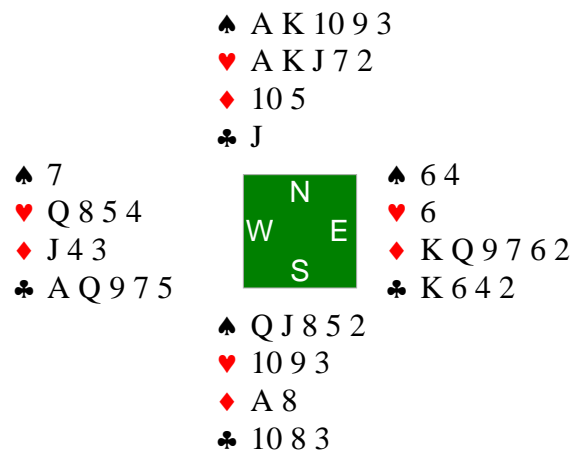 ♠ A K 10 9 3
♥ A K J 7 2
♦ 10 5
♣ J
♠ 7
♥ Q 8 5 4
♦ J 4 3
♣ A Q 9 7 5
N
W E
S
♠ 6 4
♥ 6
♦ K Q 9 7 6 2
♣ K 6 4 2
♠ Q J 8 5 2
♥ 10 9 3
♦ A 8
♣ 10 8 3